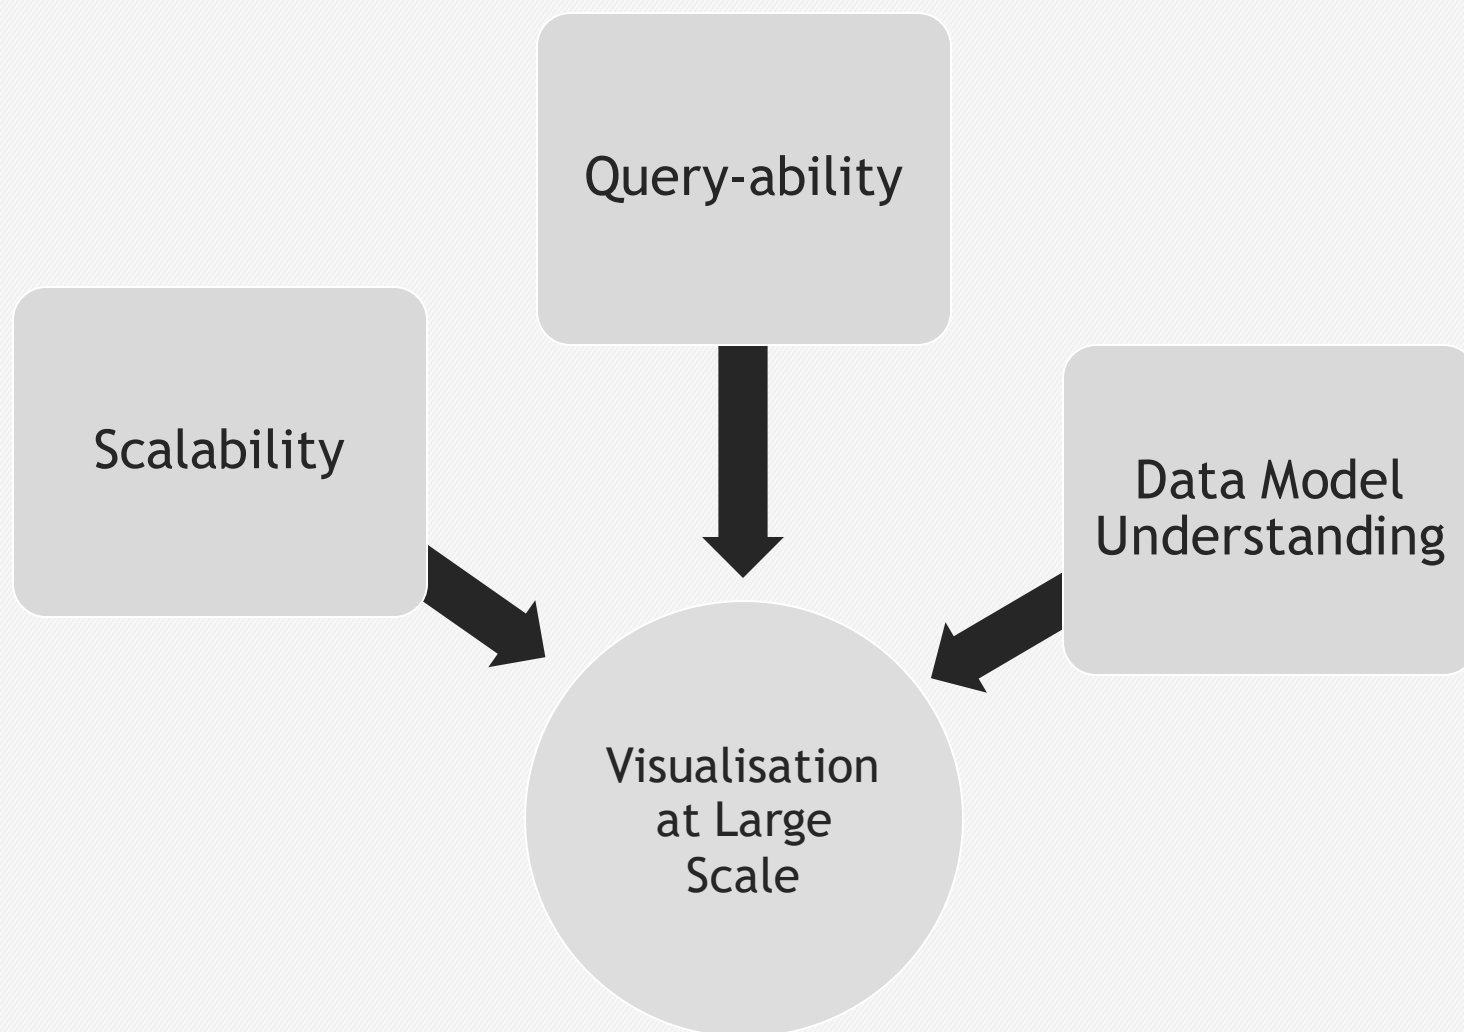 Query-ability
Scalability
Data Model
Understanding
Visualisation
at Large
Scale